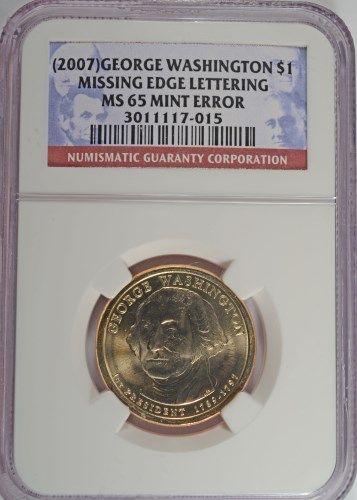 (2007)GEORGE WASHINGTON $1
MISSING EDGE LETTERING
MS 65 MINT ERROR
3011117-015
NUMISMATIC GUARANTY CORPORATION
GEORGE WASHINGTON
1st PRESIDENT 1789-1797